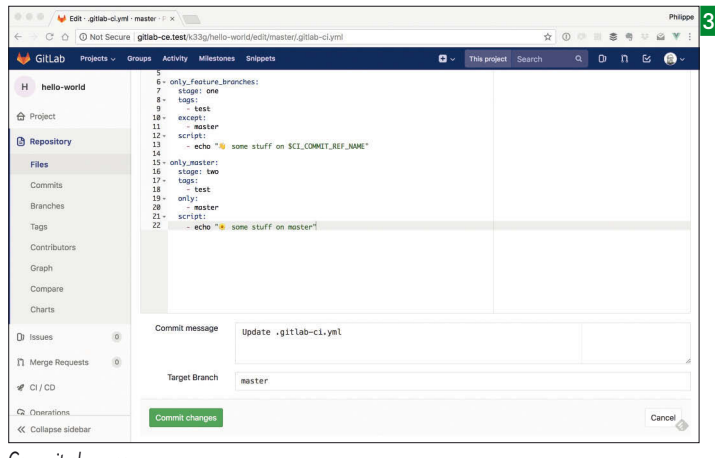 Edit · .gitlab-ci.yml · master ·
Philippe
3
Not Secure | gitlab-ce.test/k33g/hello-world/edit/master/.gitlab-ci.yml
GitLab Projects Groups Activity Milestones Snippets This project Search
H hello-world
Project
Repository
Files
Commits
Branches
Tags
Contributors
Graph
Compare
Charts
Issues 0
Merge Requests 0
CI / CD
Operations
Collapse sidebar
5
6 only_feature_branches:
7 stage: one
8 tags:
9 - test
10 except:
11 - master
12 script:
13 - echo "👋 some stuff on $CI_COMMIT_REF_NAME"
14
15 only_master:
16 stage: two
17 tags:
18 - test
19 only:
20 - master
21 script:
22 - echo " some stuff on master"
Commit message
Update .gitlab-ci.yml
Target Branch
master
Commit changes
Cancel